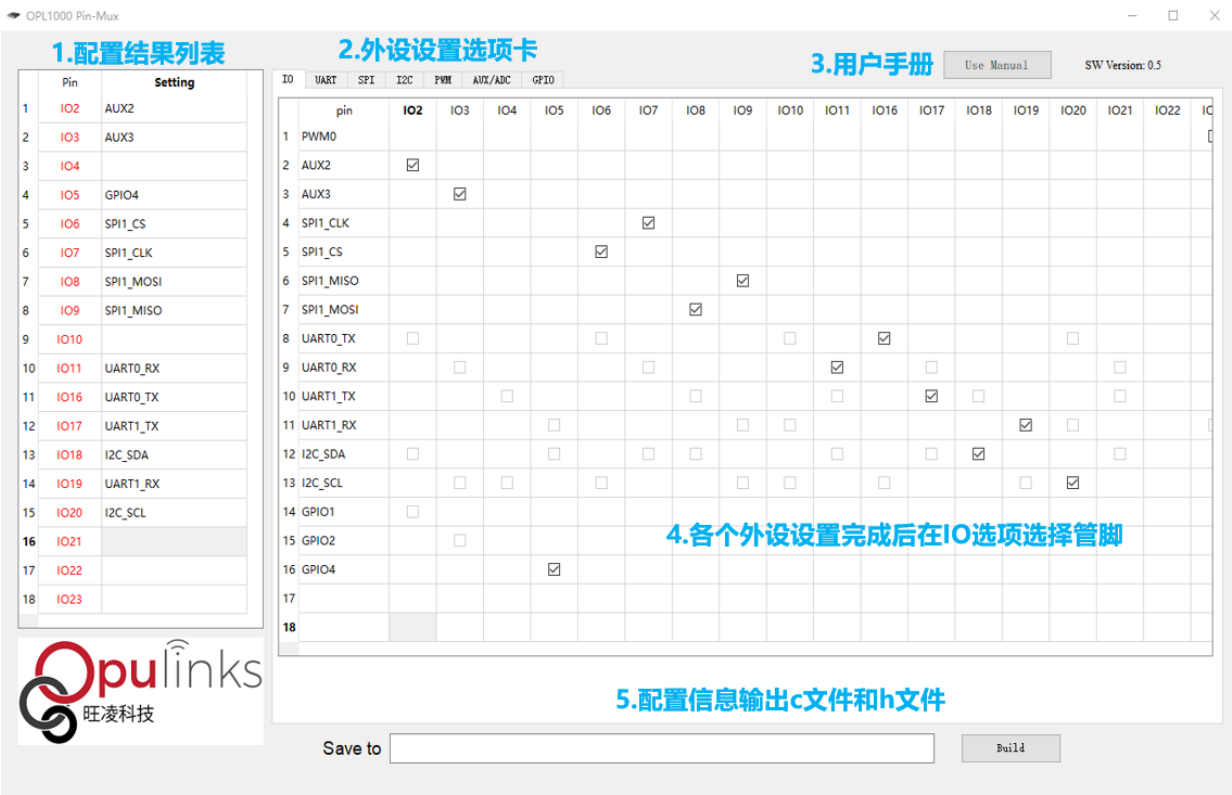 OPL1000 Pin-Mux
1.配置结果列表
2.外设设置选项卡
3.用户手册
Use Manual
SW Version: 0.5
Pin Setting
1 IO2 AUX2
2 IO3 AUX3
3 IO4
4 IO5 GPIO4
5 IO6 SPI1_CS
6 IO7 SPI1_CLK
7 IO8 SPI1_MOSI
8 IO9 SPI1_MISO
9 IO10
10 IO11 UART0_RX
11 IO16 UART0_TX
12 IO17 UART1_TX
13 IO18 I2C_SDA
14 IO19 UART1_RX
15 IO20 I2C_SCL
16 IO21
17 IO22
18 IO23
IO UART SPI I2C PWM AUX/ADC GPIO
pin IO2 IO3 IO4 IO5 IO6 IO7 IO8 IO9 IO10 IO11 IO16 IO17 IO18 IO19 IO20 IO21 IO22
1 PWM0
2 AUX2
3 AUX3
4 SPI1_CLK
5 SPI1_CS
6 SPI1_MISO
7 SPI1_MOSI
8 UART0_TX
9 UART0_RX
10 UART1_TX
11 UART1_RX
12 I2C_SDA
13 I2C_SCL
14 GPIO1
15 GPIO2
16 GPIO4
17
18
4.各个外设设置完成后在IO选项选择管脚
Opulinks
旺凌科技
5.配置信息输出c文件和h文件
Save to
Build